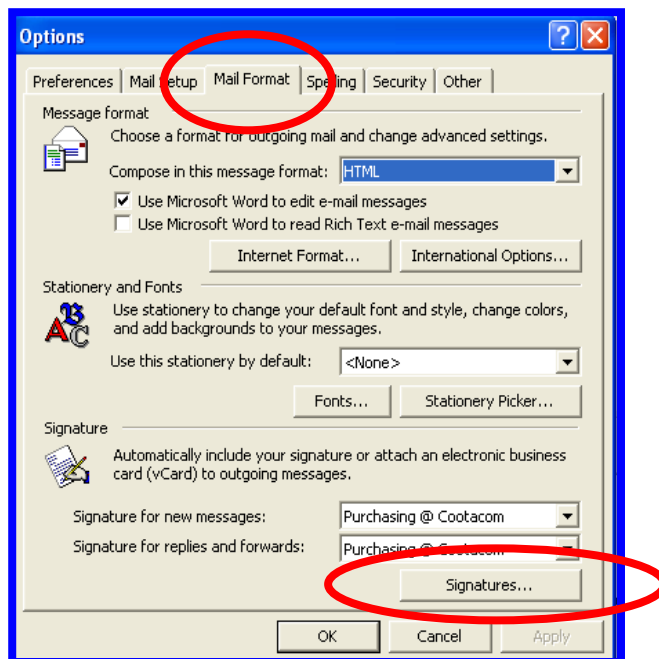 Options
Preferences Mail Setup Mail Format Spelling Security Other
Message format
Choose a format for outgoing mail and change advanced settings.
Compose in this message format: HTML
Use Microsoft Word to edit e-mail messages
Use Microsoft Word to read Rich Text e-mail messages
Internet Format... International Options...
Stationery and Fonts
Use stationery to change your default font and style, change colors,
and add backgrounds to your messages.
Use this stationery by default: <None>
Fonts... Stationery Picker...
Signature
Automatically include your signature or attach an electronic business
card (vCard) to outgoing messages.
Signature for new messages: Purchasing @ Cootacom
Signature for replies and forwards: Purchasing @ Cootacom
Signatures...
OK Cancel Apply